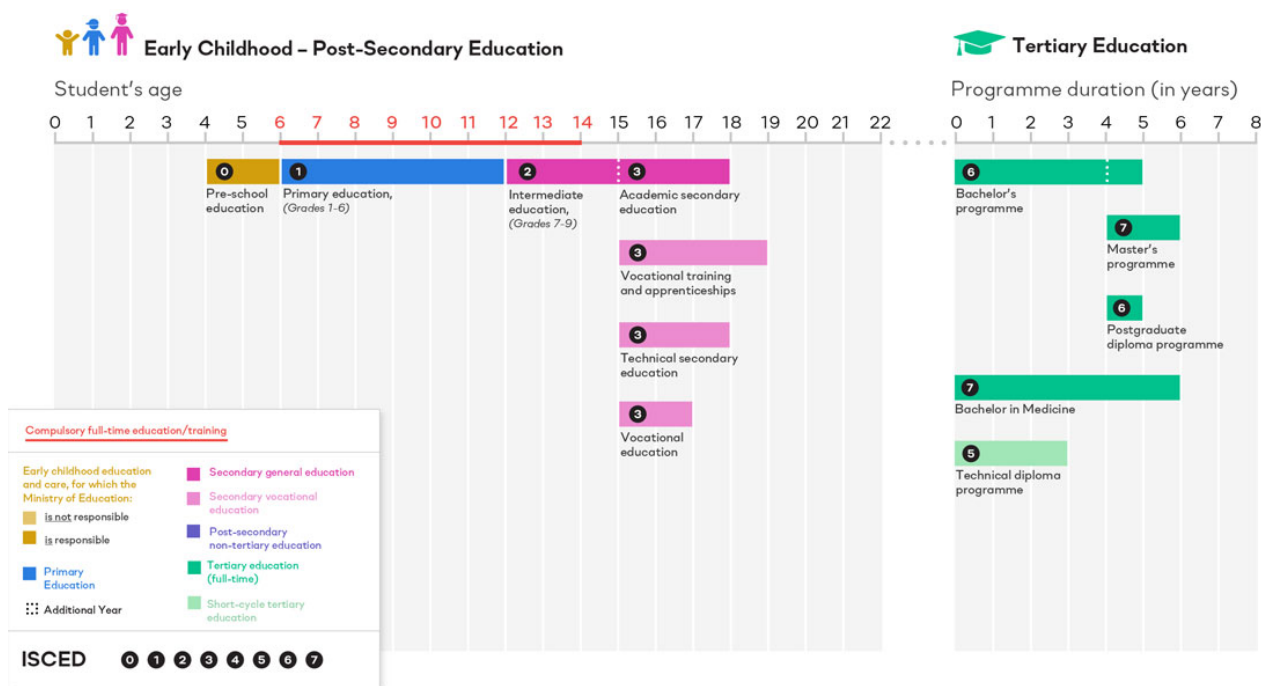 Early Childhood – Post-Secondary Education
Student's age
0 1 2 3 4 5 6 7 8 9 10 11 12 13 14 15 16 17 18 19 20 21 22
0
Pre-school
education
1
Primary education,
(Grades 1-6)
2
Intermediate
education,
(Grades 7-9)
3
Academic secondary
education
3
Vocational training
and apprenticeships
3
Technical secondary
education
3
Vocational
education
Tertiary Education
Programme duration (in years)
0 1 2 3 4 5 6 7 8
6
Bachelor's
programme
7
Master's
programme
6
Postgraduate
diploma programme
7
Bachelor in Medicine
5
Technical diploma
programme
Compulsory full-time education/training
Early childhood education
and care, for which the
Ministry of Education:
is not responsible
is responsible
Primary
Education
Additional Year
Secondary general education
Secondary vocational
education
Post-secondary
non-tertiary education
Tertiary education
(full-time)
Short-cycle tertiary
education
ISCED 0 1 2 3 4 5 6 7